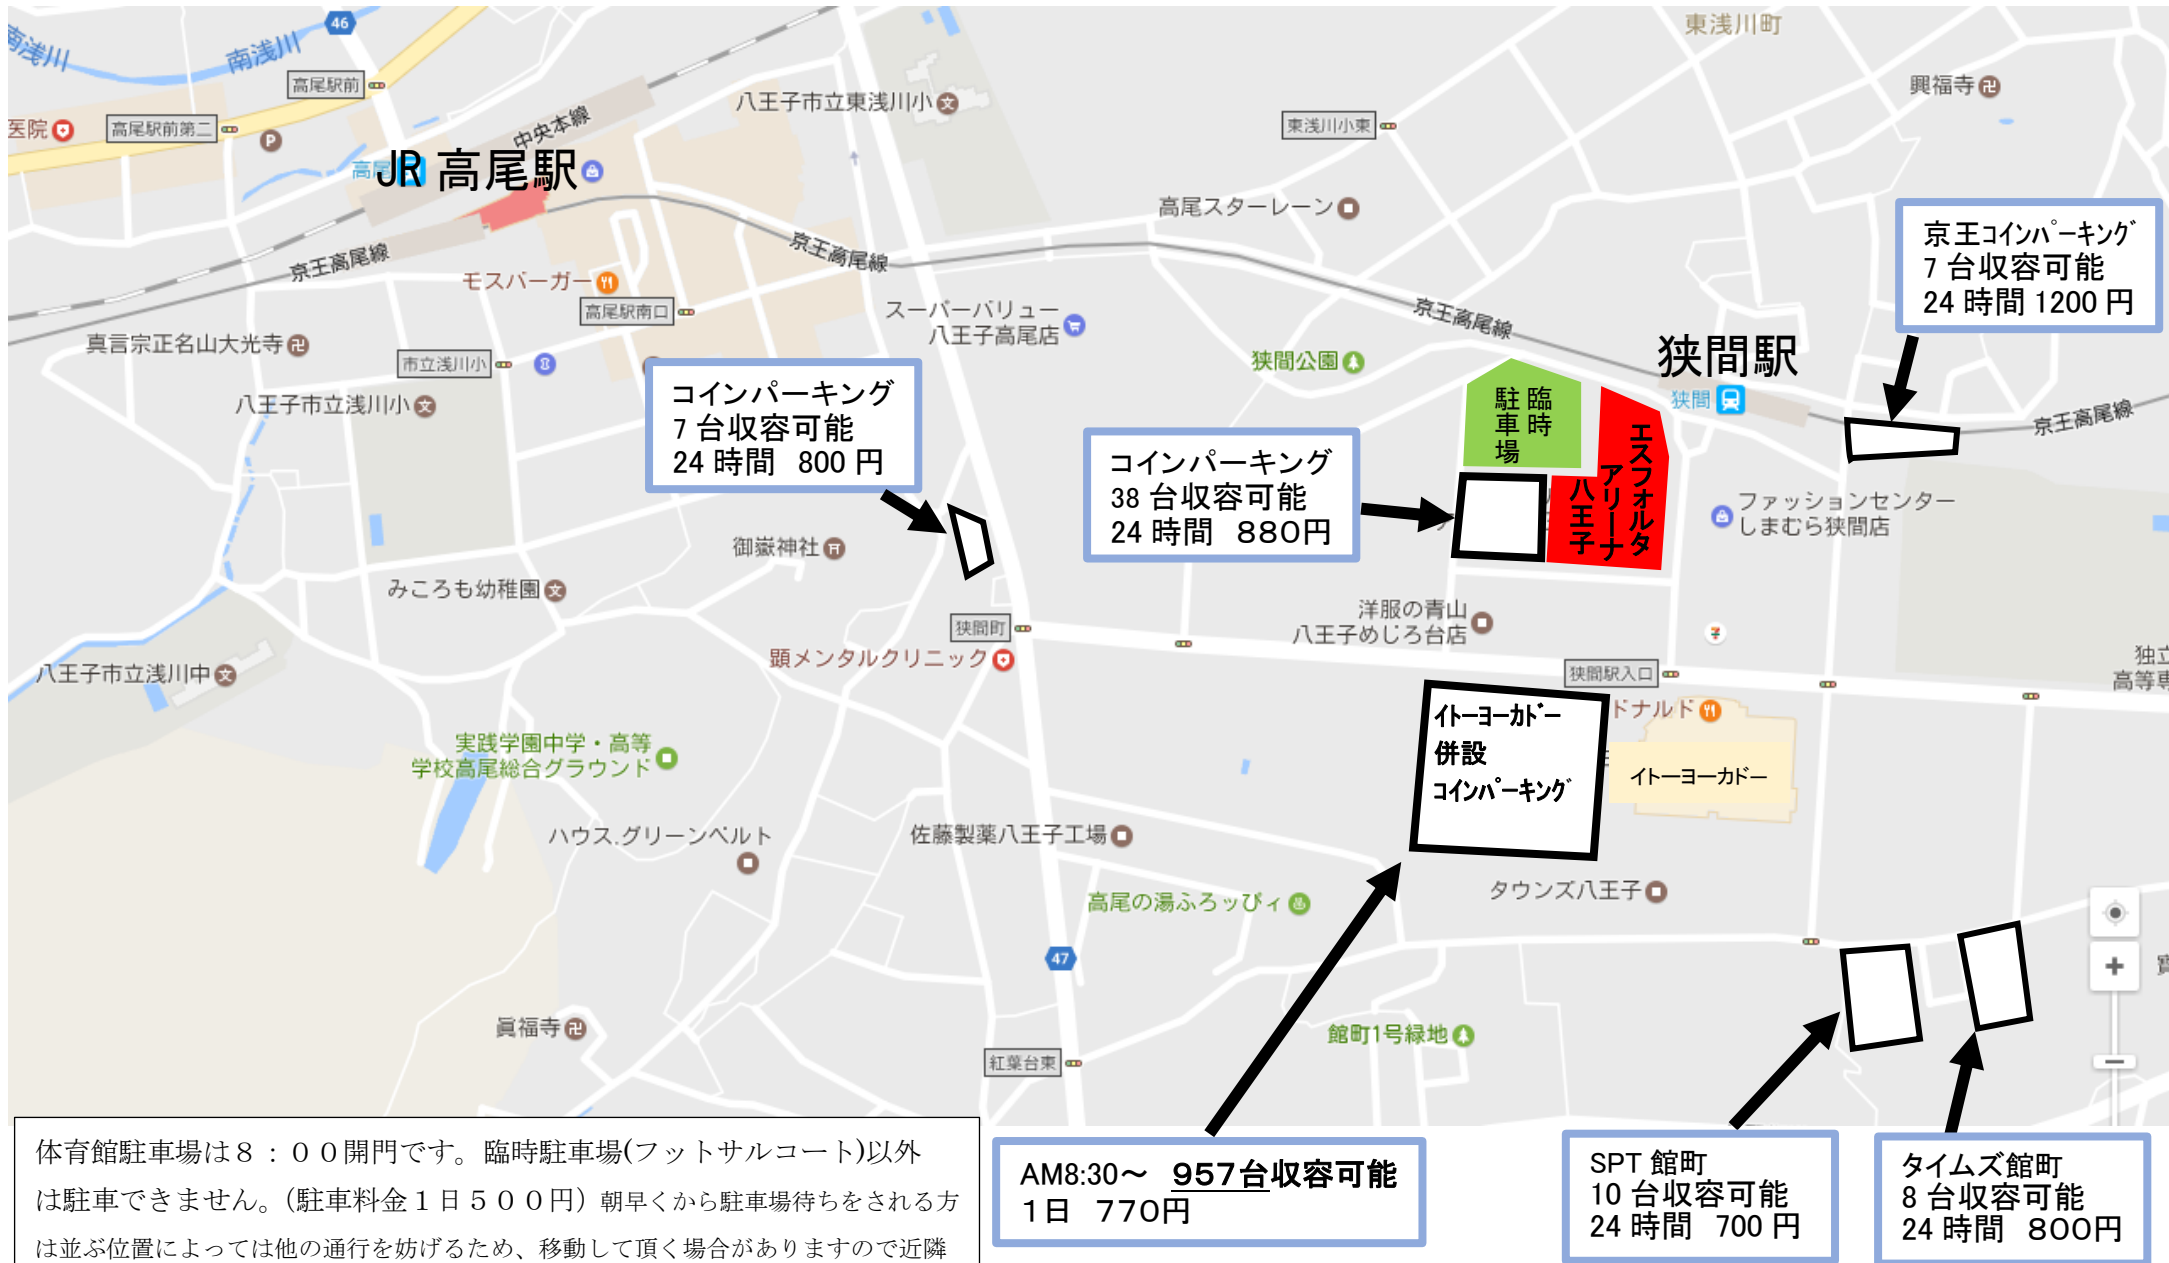 46
東浅川町
南浅川
南浅川
高尾駅前
八王子市立東浅川小
興福寺
医院
高尾駅前第二
P
中央本線
東浅川小東
高尾
JR 高尾駅
高尾スターレーン
京王コインパーキング
7 台収容可能
24 時間 1200 円
京王高尾線
京王高尾線
モスバーガー
高尾駅南口
スーパーバリュー
八王子高尾店
京王高尾線
真言宗正名山大光寺
市立浅川小
狭間公園
狭間駅
狭間
八王子市立浅川小
コインパーキング
7 台収容可能
24 時間 800 円
臨時
駐車場
京王高尾線
エスフォルタ
アリーナ
八王子
コインパーキング
38 台収容可能
24 時間 880円
ファッションセンター
しまむら狭間店
御嶽神社
みころも幼稚園
狭間町
洋服の青山
八王子めじろ台店
顕メンタルクリニック
八王子市立浅川中
狭間駅入口
独立
高等専
ドナルド
イトーヨーカドー
併設
コインパーキング
イトーヨーカドー
実践学園中学・高等
学校高尾総合グラウンド
ハウス.グリーンベルト
佐藤製薬八王子工場
高尾の湯ふろッぴィ
タウンズ八王子
47
眞福寺
館町1号緑地
紅葉台東
体育館駐車場は８：００開門です。臨時駐車場(フットサルコート)以外
は駐車できません。（駐車料金１日５００円）朝早くから駐車場待ちをされる方
は並ぶ位置によっては他の通行を妨げるため、移動して頂く場合がありますので近隣
AM8:30～ 957台収容可能
1日 770円
SPT 館町
10 台収容可能
24 時間 700 円
タイムズ館町
8 台収容可能
24 時間 800円